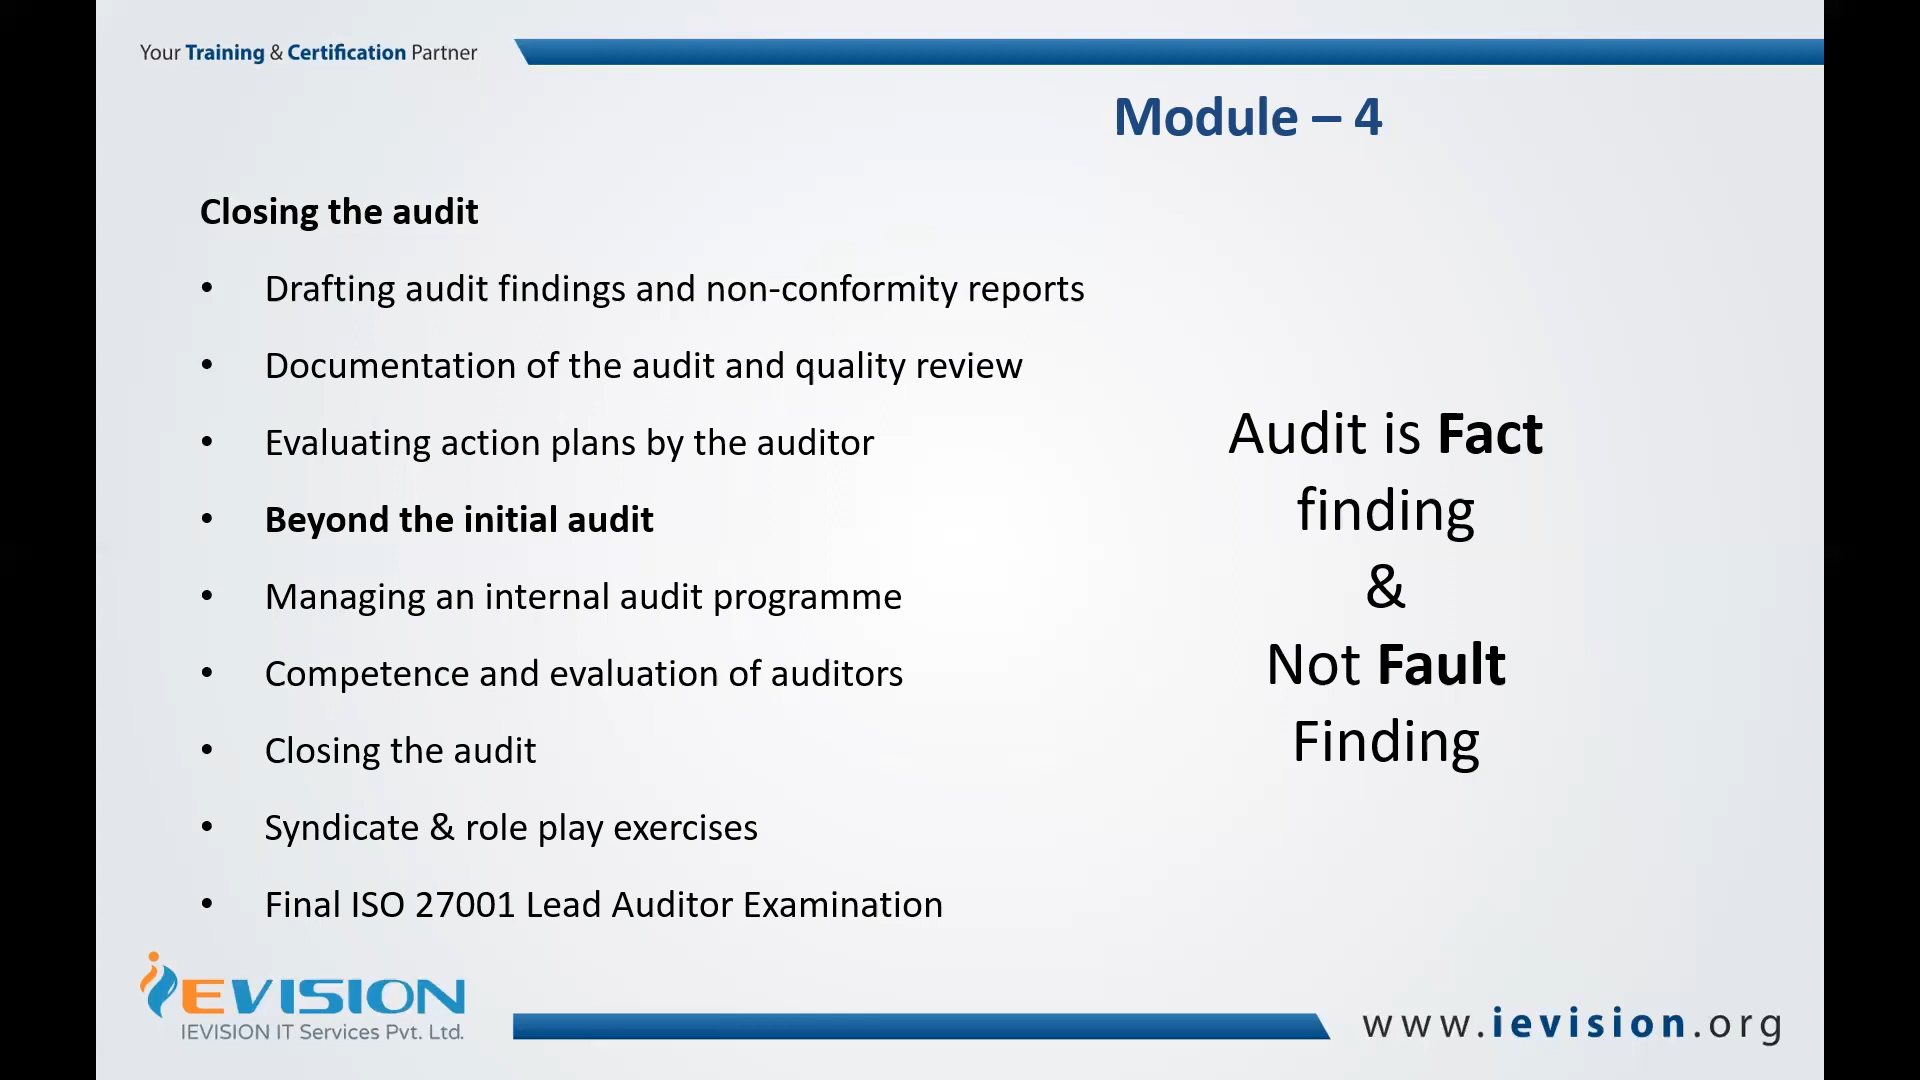 Your Training & Certification Partner
Module – 4
Closing the audit
• Drafting audit findings and non-conformity reports
• Documentation of the audit and quality review
• Evaluating action plans by the auditor
• Beyond the initial audit
• Managing an internal audit programme
• Competence and evaluation of auditors
• Closing the audit
• Syndicate & role play exercises
• Final ISO 27001 Lead Auditor Examination
Audit is Fact
finding
&
Not Fault
Finding
iEVISION
IEVISION IT Services Pvt. Ltd.
www.ievision.org